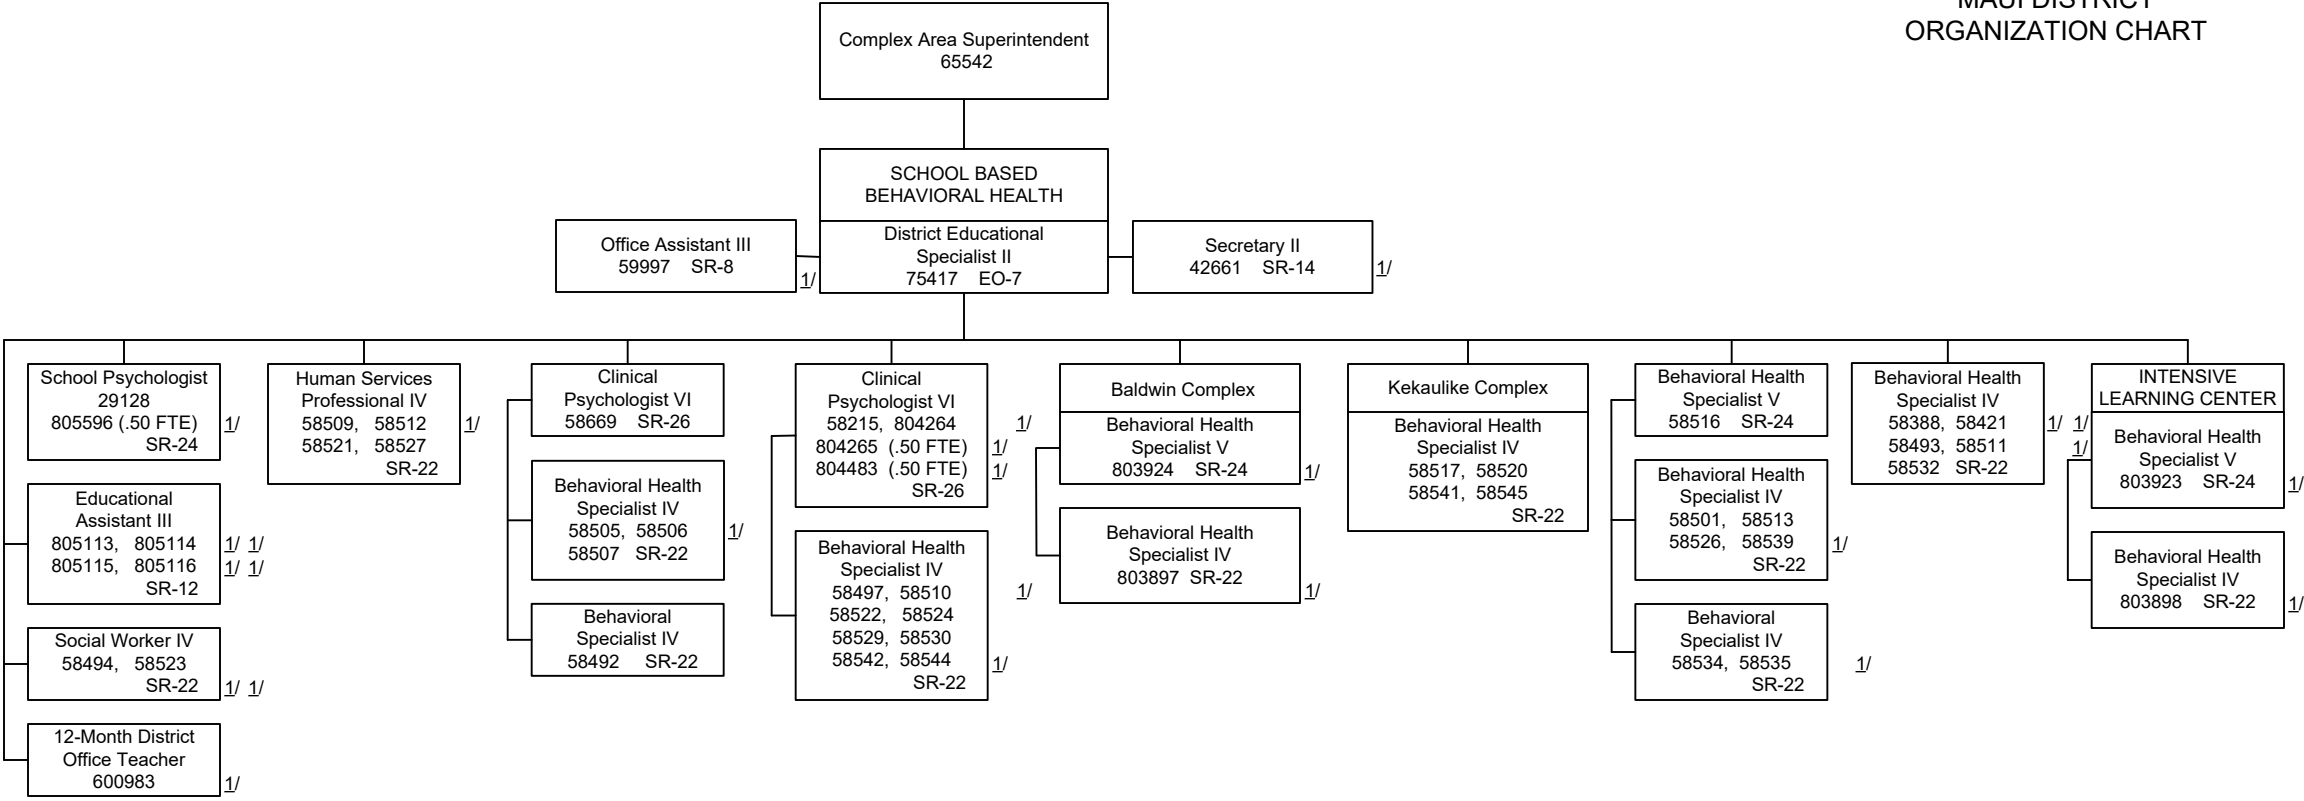 MAUI DISTRICT
ORGANIZATION CHART
Complex Area Superintendent
65542
SCHOOL BASED
BEHAVIORAL HEALTH
District Educational
Specialist II
75417 EO-7
Office Assistant III
59997 SR-8
1/
Secretary II
42661 SR-14
1/
School Psychologist
29128
805596 (.50 FTE)
1/
SR-24
Educational
Assistant III
805113, 805114
1/ 1/
805115, 805116
1/ 1/
SR-12
Social Worker IV
58494, 58523
SR-22
1/ 1/
12-Month District
Office Teacher
600983
1/
Human Services
Professional IV
58509, 58512
1/
58521, 58527
SR-22
Clinical
Psychologist VI
58669 SR-26
Behavioral Health
Specialist IV
58505, 58506
1/
58507 SR-22
Behavioral
Specialist IV
58492 SR-22
Clinical
Psychologist VI
58215, 804264
1/
804265 (.50 FTE)
1/
804483 (.50 FTE)
1/
SR-26
Behavioral Health
Specialist IV
58497, 58510
1/
58522, 58524
58529, 58530
58542, 58544
1/
SR-22
Baldwin Complex
Behavioral Health
Specialist V
803924 SR-24
1/
Behavioral Health
Specialist IV
803897 SR-22
1/
Kekaulike Complex
Behavioral Health
Specialist IV
58517, 58520
58541, 58545
SR-22
Behavioral Health
Specialist V
58516 SR-24
Behavioral Health
Specialist IV
58501, 58513
58526, 58539
1/
SR-22
Behavioral
Specialist IV
58534, 58535
1/
SR-22
Behavioral Health
Specialist IV
58388, 58421
1/ 1/
58493, 58511
1/
58532 SR-22
INTENSIVE
LEARNING CENTER
Behavioral Health
Specialist V
803923 SR-24
1/
Behavioral Health
Specialist IV
803898 SR-22
1/